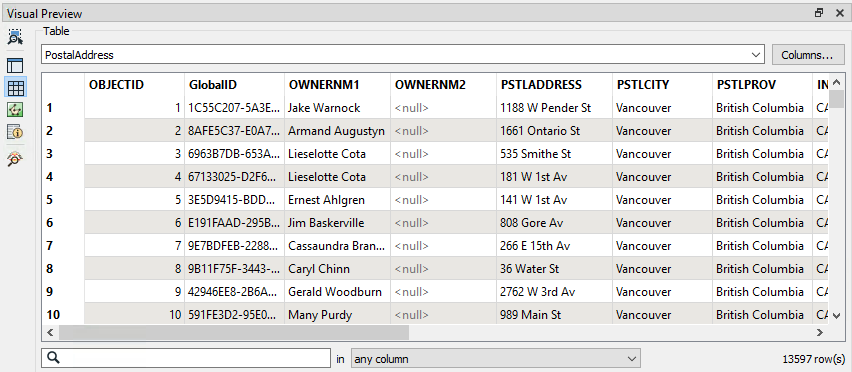 Visual Preview
Table
PostalAddress Columns...
OBJECTID GlobalID OWNERNM1 OWNERNM2 PSTLADDRESS PSTLCITY PSTLPROV IN
1 1 1C55C207-5A3E... Jake Warnock <null> 1188 W Pender St Vancouver British Columbia CA
2 2 8AFE5C37-E0A7... Armand Augustyn <null> 1661 Ontario St Vancouver British Columbia CA
3 3 6963B7DB-653A... Lieselotte Cota <null> 535 Smithe St Vancouver British Columbia CA
4 4 67133025-D2F6... Lieselotte Cota <null> 181 W 1st Av Vancouver British Columbia CA
5 5 3E5D9415-BDD... Ernest Ahlgren <null> 141 W 1st Av Vancouver British Columbia CA
6 6 E191FAAD-295B... Jim Baskerville <null> 808 Gore Av Vancouver British Columbia CA
7 7 9E7BDFEB-2288... Cassaundra Bran... <null> 266 E 15th Av Vancouver British Columbia CA
8 8 9B11F75F-3443-... Caryl Chinn <null> 36 Water St Vancouver British Columbia CA
9 9 42946EE8-2B6A... Gerald Woodburn <null> 2762 W 3rd Av Vancouver British Columbia CA
10 10 591FE3D2-95E0... Many Purdy <null> 989 Main St Vancouver British Columbia CA
in any column 13597 row(s)